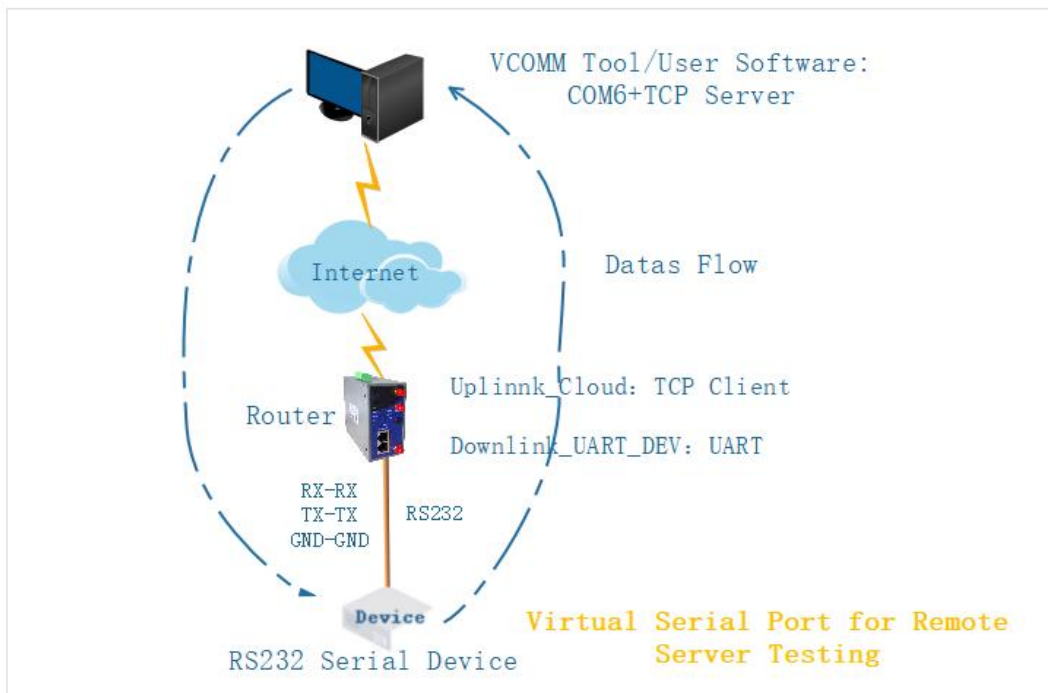 VCOMM Tool/User Software:
COM6+TCP Server
Internet
Datas Flow
Uplinnk_Cloud: TCP Client
Router
Downlink_UART_DEV: UART
RX-RX
TX-TX
GND-GND
RS232
Device
RS232 Serial Device
Virtual Serial Port for Remote
Server Testing